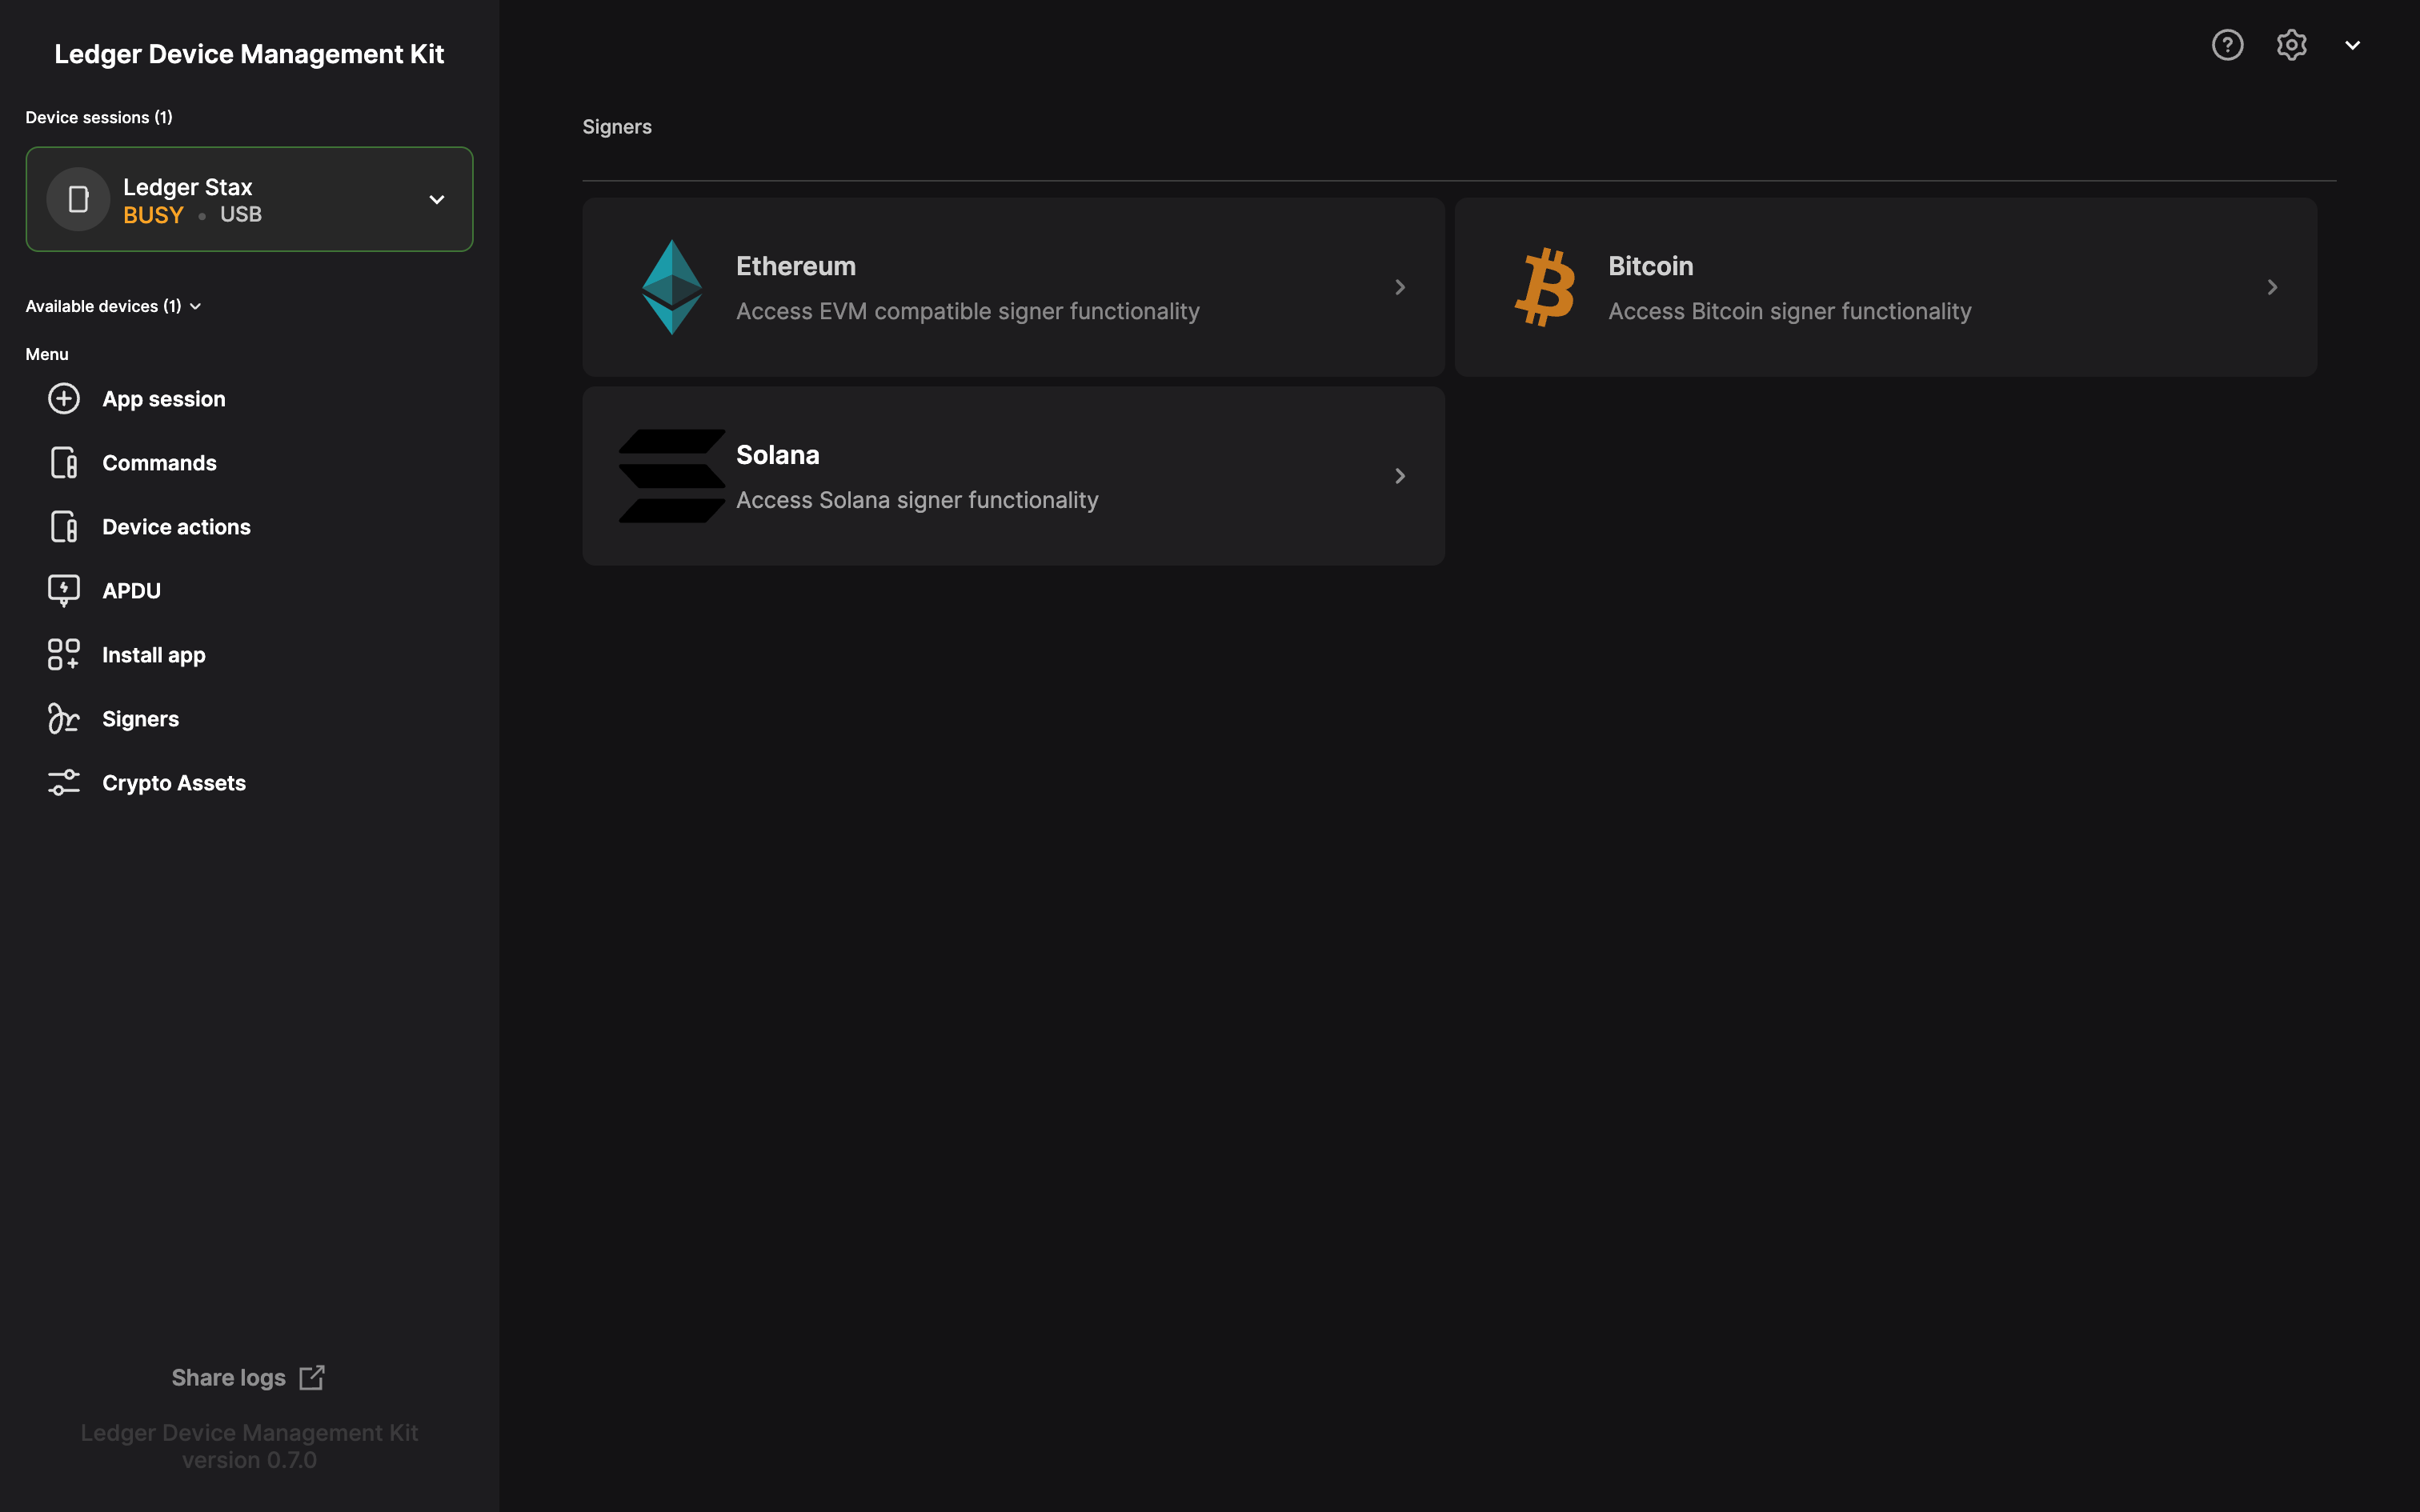 Ledger Device Management Kit
Device sessions (1)
Ledger Stax
BUSY • USB
Available devices (1)
Menu
App session
Commands
Device actions
APDU
Install app
Signers
Crypto Assets
Share logs
Ledger Device Management Kit
version 0.7.0
Signers
Ethereum
Access EVM compatible signer functionality
Bitcoin
Access Bitcoin signer functionality
Solana
Access Solana signer functionality